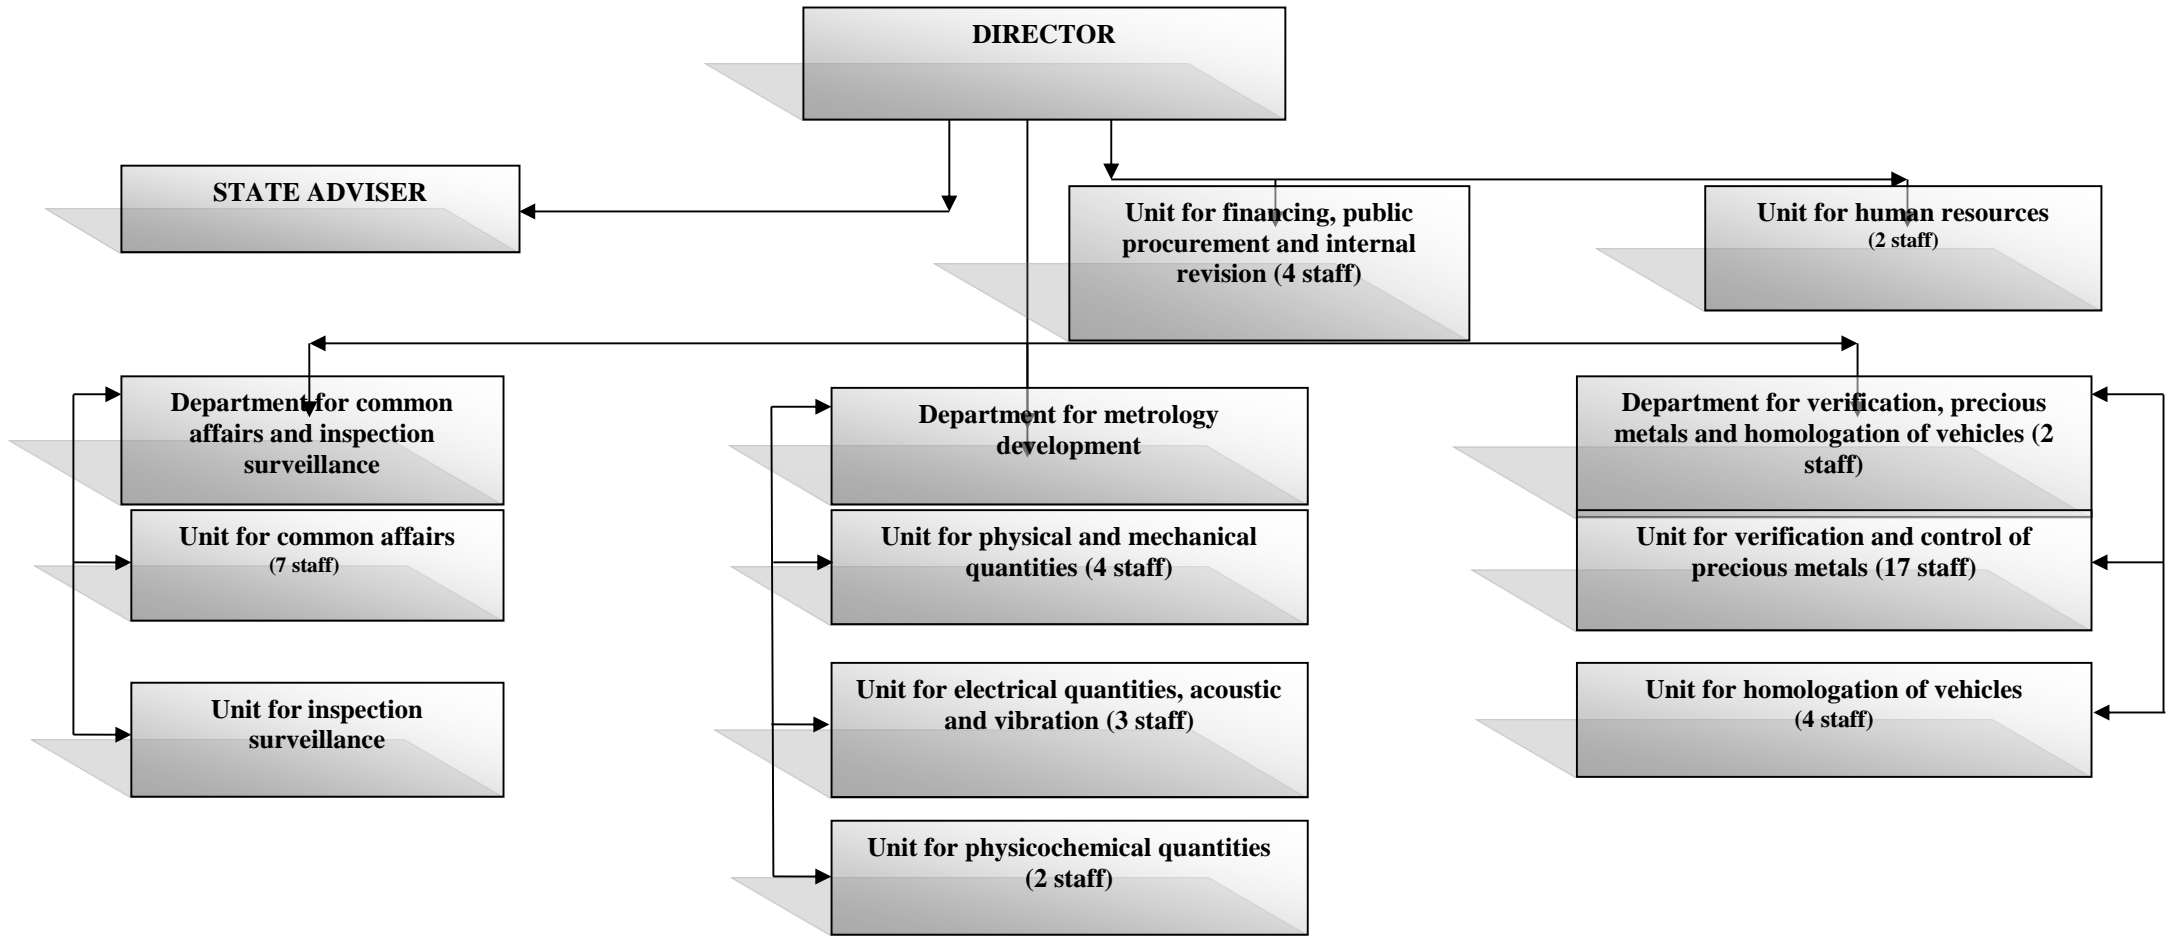 DIRECTOR
STATE ADVISER
Unit for financing, public
procurement and internal
revision (4 staff)
Unit for human resources
(2 staff)
Department for common
affairs and inspection
surveillance
Department for metrology
development
Department for verification, precious
metals and homologation of vehicles (2
staff)
Unit for common affairs
(7 staff)
Unit for physical and mechanical
quantities (4 staff)
Unit for verification and control of
precious metals (17 staff)
Unit for inspection
surveillance
Unit for electrical quantities, acoustic
and vibration (3 staff)
Unit for homologation of vehicles
(4 staff)
Unit for physicochemical quantities
(2 staff)